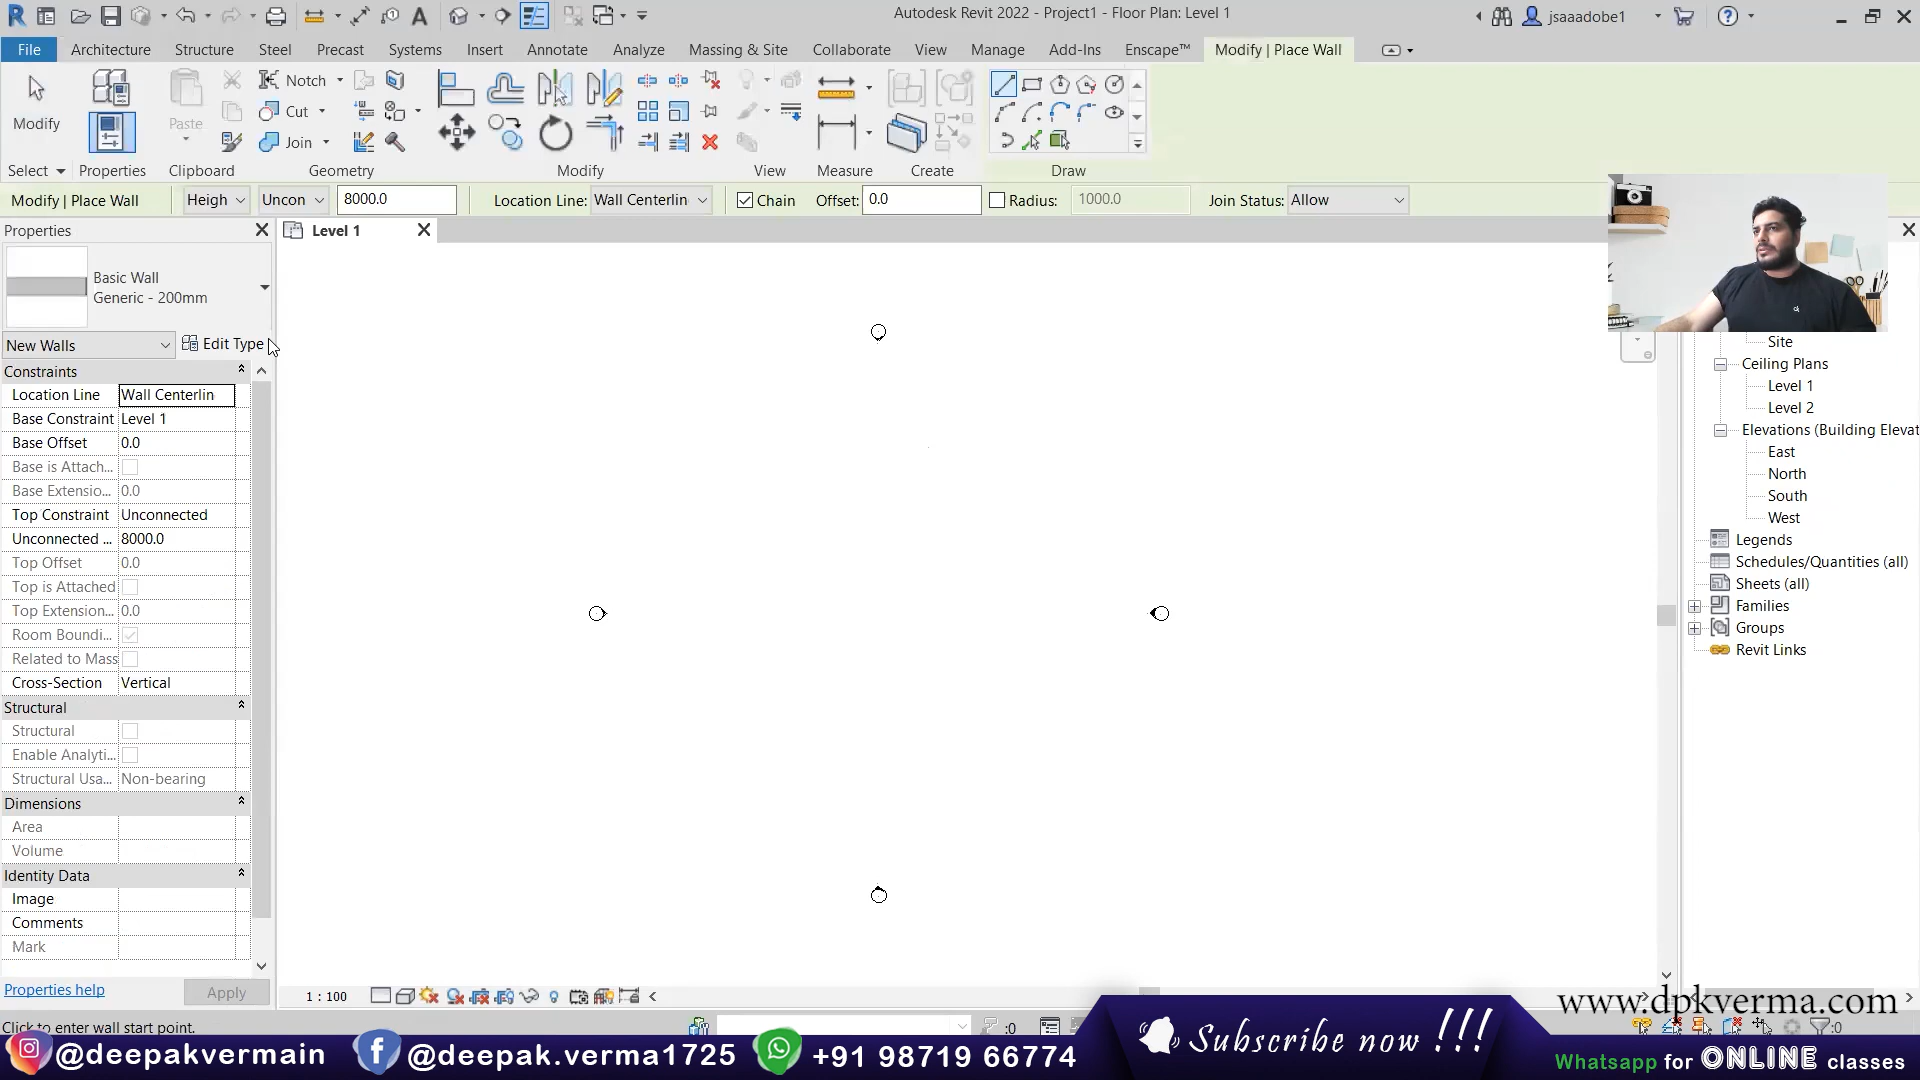 Autodesk Revit 2022 - Project1 - Floor Plan: Level 1
jsaaadobe1
File Architecture Structure Steel Precast Systems Insert Annotate Analyze Massing & Site Collaborate View Manage Add-Ins Enscape™ Modify | Place Wall
Modify
Paste
Notch
Cut
Join
Select Properties Clipboard Geometry Modify View Measure Create Draw
Modify | Place Wall Heigh Uncon 8000.0 Location Line: Wall Centerlin Chain Offset: 0.0 Radius: 1000.0 Join Status: Allow
Properties
Level 1
Basic Wall
Generic - 200mm
New Walls Edit Type
Constraints
Location Line Wall Centerlin
Base Constraint Level 1
Base Offset 0.0
Base is Attach...
Base Extensio... 0.0
Top Constraint Unconnected
Unconnected ... 8000.0
Top Offset 0.0
Top is Attached
Top Extension... 0.0
Room Boundi...
Related to Mass
Cross-Section Vertical
Structural
Structural
Enable Analyti...
Structural Usa... Non-bearing
Dimensions
Area
Volume
Identity Data
Image
Comments
Mark
Properties help Apply
Site
Ceiling Plans
Level 1
Level 2
Elevations (Building Elevat
East
North
South
West
Legends
Schedules/Quantities (all)
Sheets (all)
Families
Groups
Revit Links
1 : 100
Click to enter wall start point.
:0
:0
www.dpkverma.com
@deepakvermain @deepak.verma1725 +91 98719 66774
Subscribe now !!!
Whatsapp for ONLINE classes